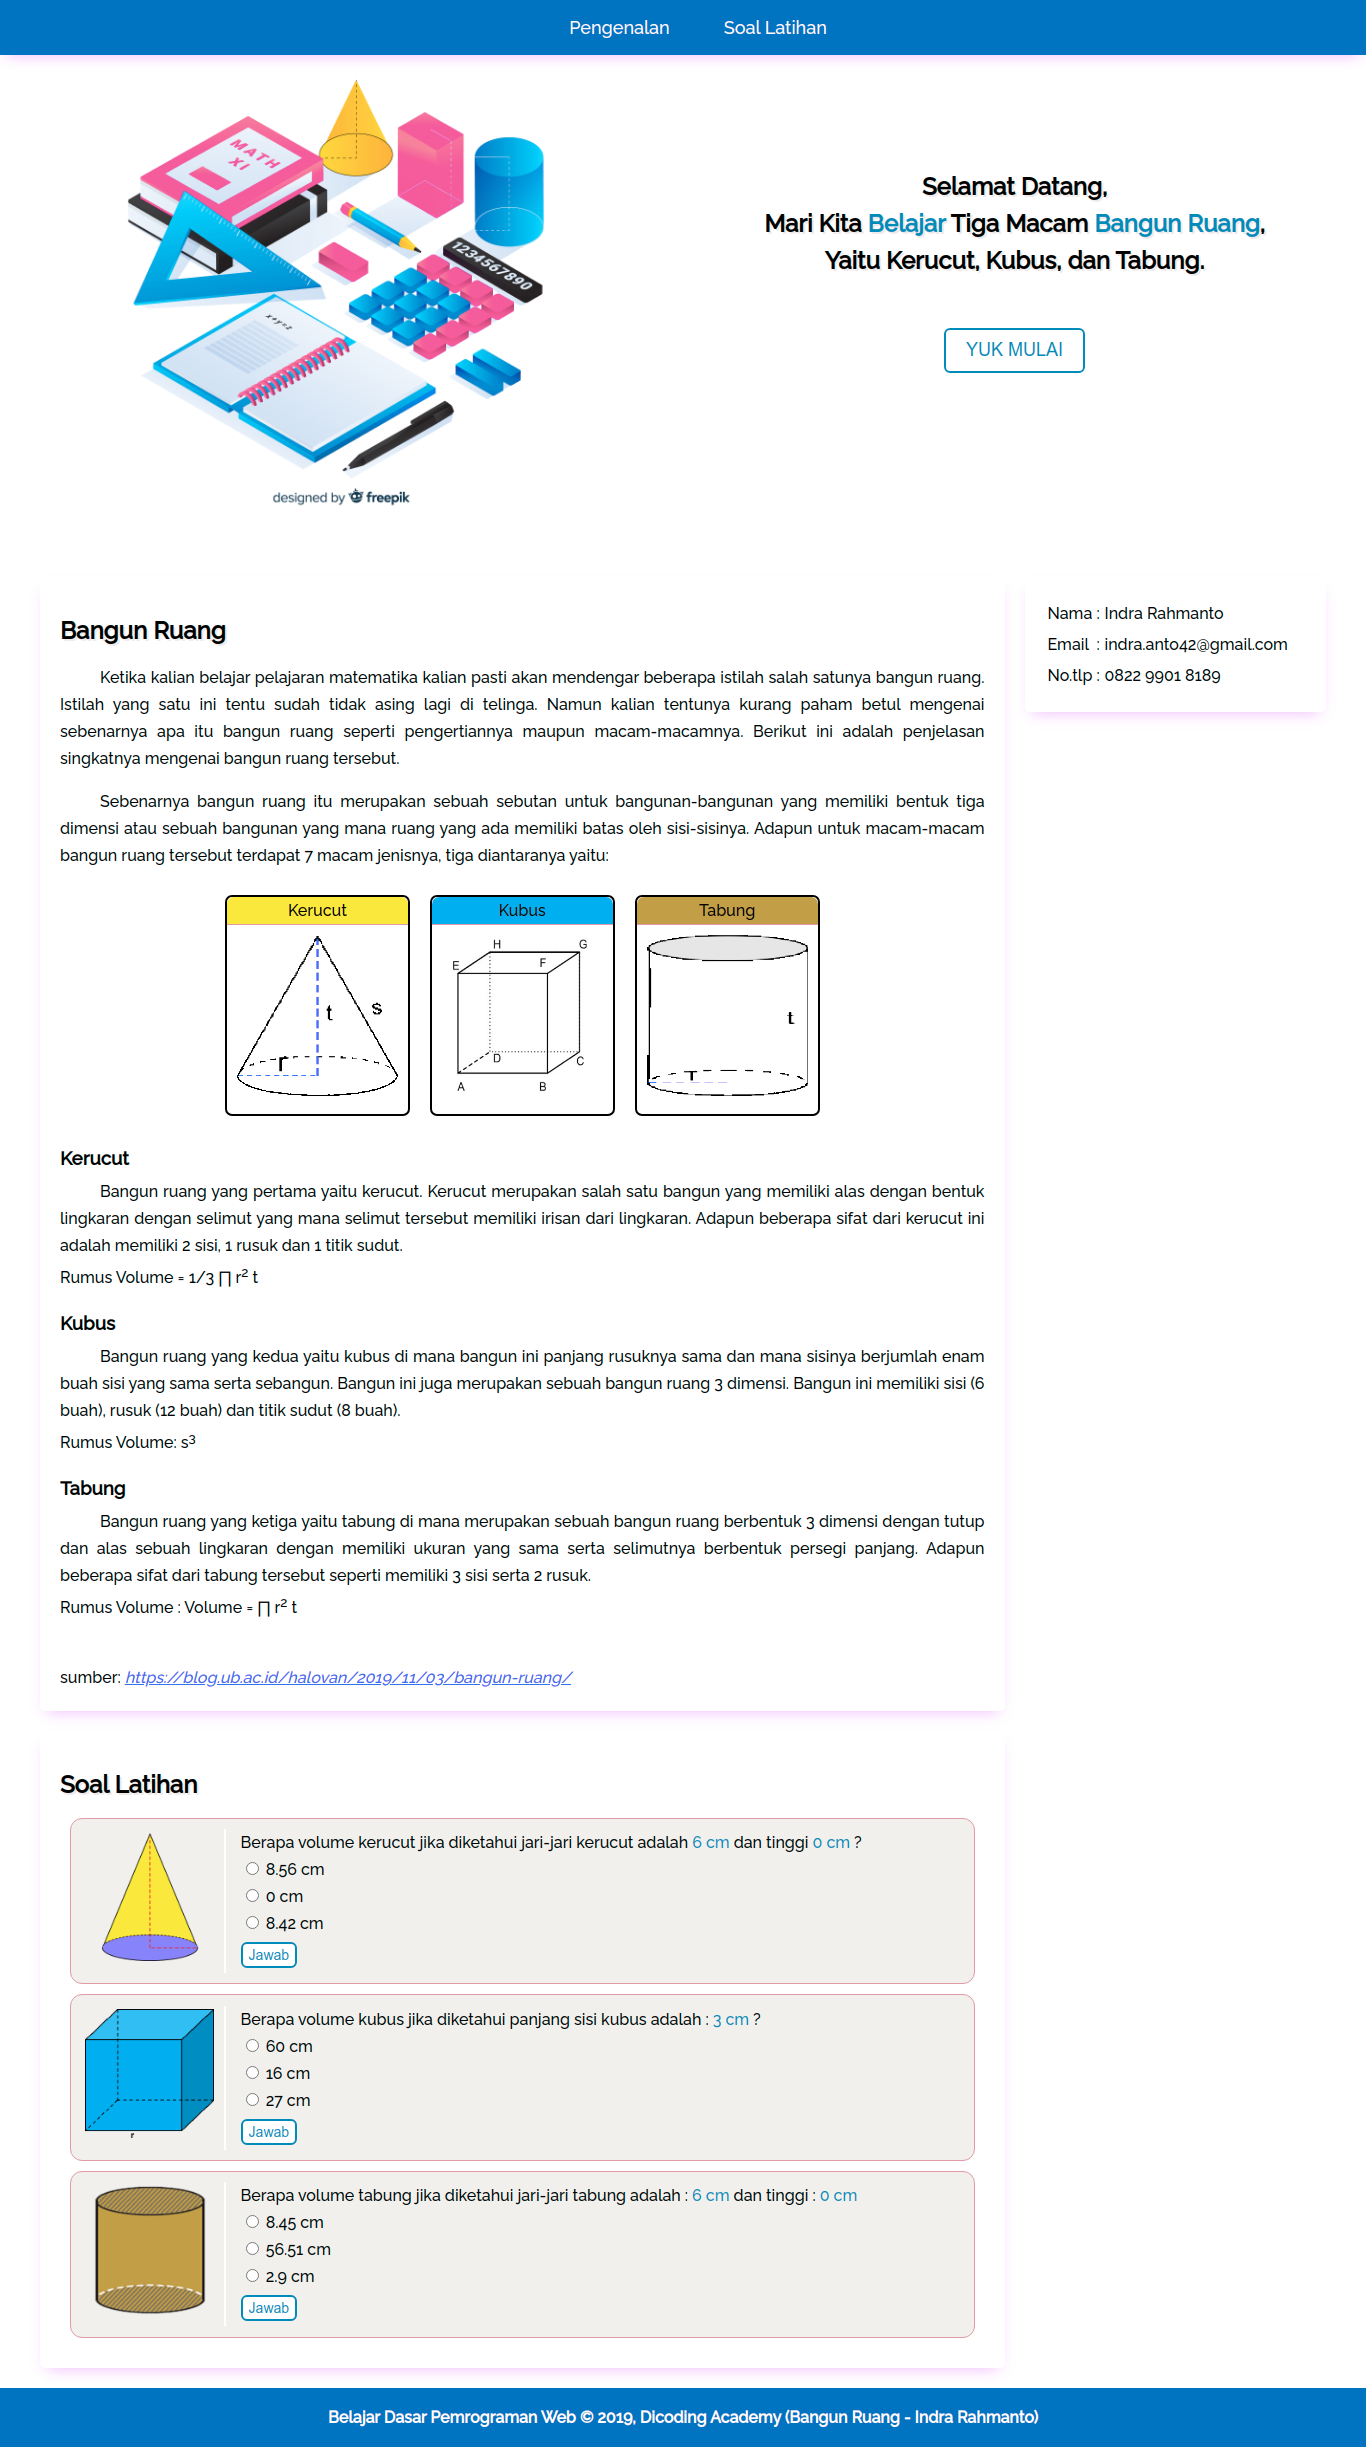 Pengenalan Soal Latihan
MATH
XI
1234567890
x+y=z
designed by freepik
Selamat Datang,
Mari Kita Belajar Tiga Macam Bangun Ruang,
Yaitu Kerucut, Kubus, dan Tabung.
YUK MULAI
Bangun Ruang
Ketika kalian belajar pelajaran matematika kalian pasti akan mendengar beberapa istilah salah satunya bangun ruang.
Istilah yang satu ini tentu sudah tidak asing lagi di telinga. Namun kalian tentunya kurang paham betul mengenai
sebenarnya apa itu bangun ruang seperti pengertiannya maupun macam-macamnya. Berikut ini adalah penjelasan
singkatnya mengenai bangun ruang tersebut.
Sebenarnya bangun ruang itu merupakan sebuah sebutan untuk bangunan-bangunan yang memiliki bentuk tiga
dimensi atau sebuah bangunan yang mana ruang yang ada memiliki batas oleh sisi-sisinya. Adapun untuk macam-macam
bangun ruang tersebut terdapat 7 macam jenisnya, tiga diantaranya yaitu:
Kerucut
t
s
r
Kubus
H G
E F
D C
A B
Tabung
t
r
Kerucut
Bangun ruang yang pertama yaitu kerucut. Kerucut merupakan salah satu bangun yang memiliki alas dengan bentuk
lingkaran dengan selimut yang mana selimut tersebut memiliki irisan dari lingkaran. Adapun beberapa sifat dari kerucut ini
adalah memiliki 2 sisi, 1 rusuk dan 1 titik sudut.
Rumus Volume = 1/3 ∏ r² t
Kubus
Bangun ruang yang kedua yaitu kubus di mana bangun ini panjang rusuknya sama dan mana sisinya berjumlah enam
buah sisi yang sama serta sebangun. Bangun ini juga merupakan sebuah bangun ruang 3 dimensi. Bangun ini memiliki sisi (6
buah), rusuk (12 buah) dan titik sudut (8 buah).
Rumus Volume: s³
Tabung
Bangun ruang yang ketiga yaitu tabung di mana merupakan sebuah bangun ruang berbentuk 3 dimensi dengan tutup
dan alas sebuah lingkaran dengan memiliki ukuran yang sama serta selimutnya berbentuk persegi panjang. Adapun
beberapa sifat dari tabung tersebut seperti memiliki 3 sisi serta 2 rusuk.
Rumus Volume : Volume = ∏ r² t
sumber: https://blog.ub.ac.id/halovan/2019/11/03/bangun-ruang/
Nama : Indra Rahmanto
Email : indra.anto42@gmail.com
No.tlp : 0822 9901 8189
Soal Latihan
Berapa volume kerucut jika diketahui jari-jari kerucut adalah 6 cm dan tinggi 0 cm ?
8.56 cm
0 cm
8.42 cm
Jawab
r
Berapa volume kubus jika diketahui panjang sisi kubus adalah : 3 cm ?
60 cm
16 cm
27 cm
Jawab
Berapa volume tabung jika diketahui jari-jari tabung adalah : 6 cm dan tinggi : 0 cm
8.45 cm
56.51 cm
2.9 cm
Jawab
Belajar Dasar Pemrograman Web © 2019, Dicoding Academy (Bangun Ruang - Indra Rahmanto)